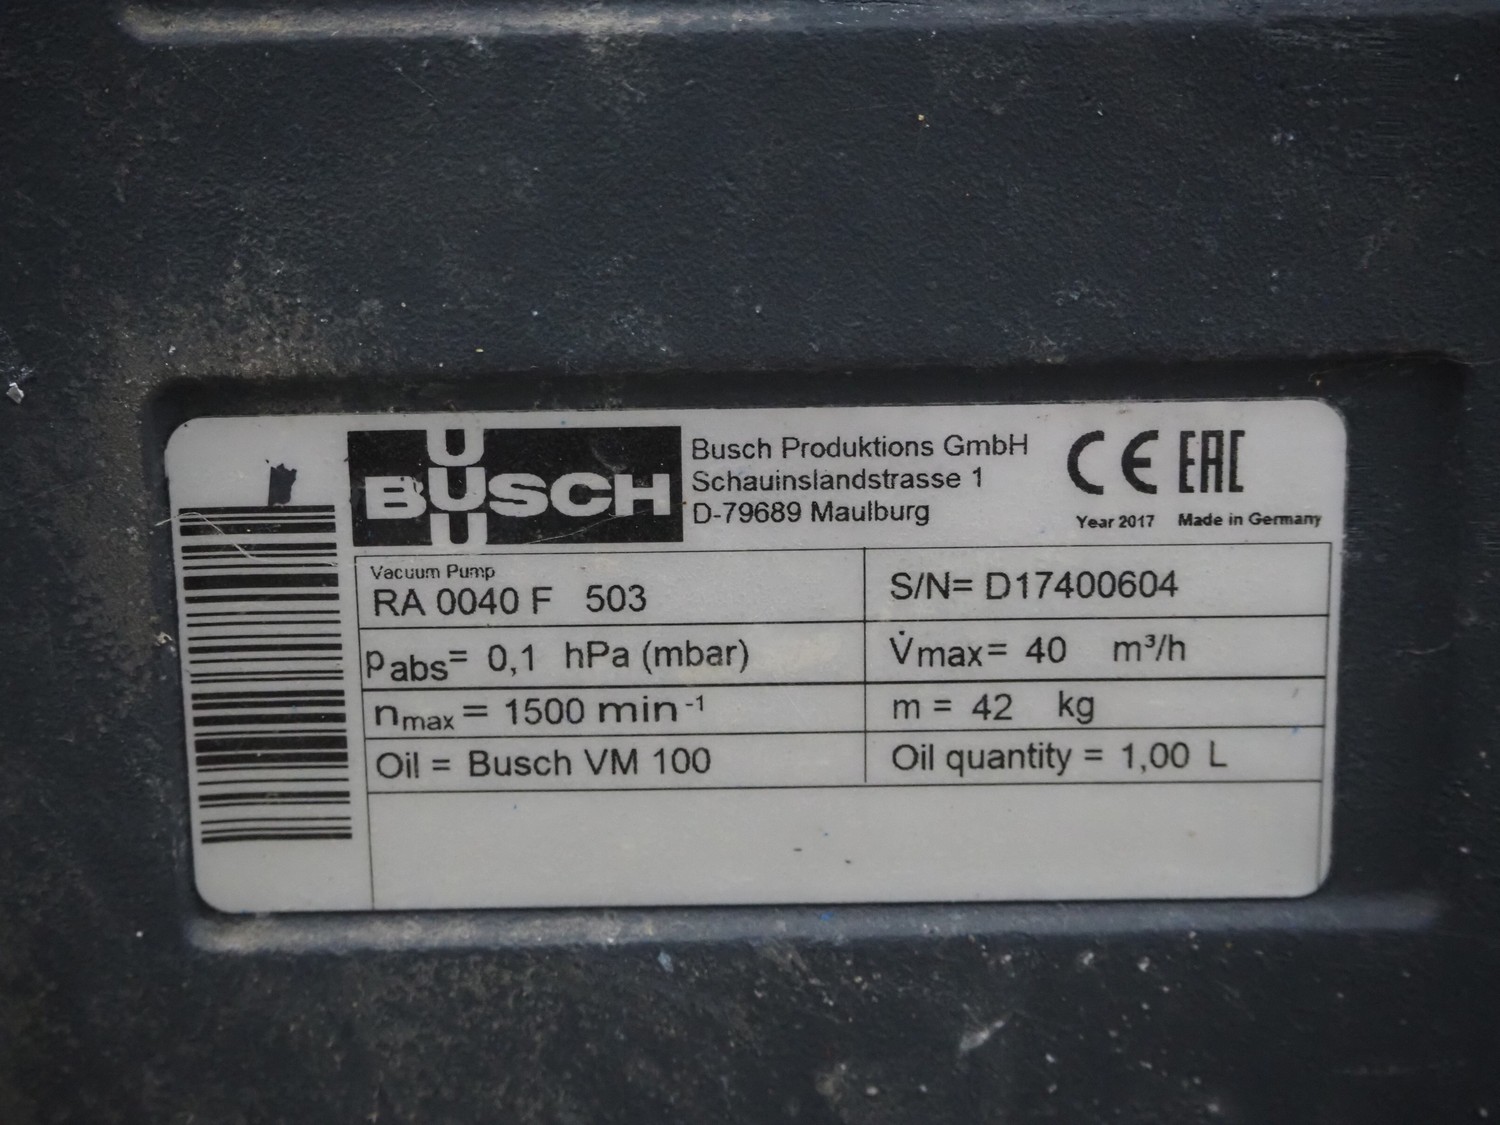 BUSCH
Busch Produktions GmbH
Schauinslandstrasse 1
D-79689 Maulburg
CE EAC
Year 2017 Made in Germany
Vacuum Pump
RA 0040 F 503
S/N= D17400604
pabs= 0,1 hPa (mbar)
V̇max= 40 m³/h
nmax = 1500 min⁻¹
m = 42 kg
Oil = Busch VM 100
Oil quantity = 1,00 L